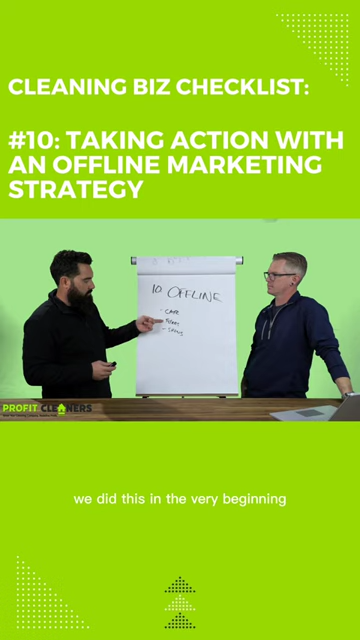 CLEANING BIZ CHECKLIST:
#10: TAKING ACTION WITH
AN OFFLINE MARKETING
STRATEGY
10 OFFLINE
PROFIT CLEANERS
we did this in the very beginning